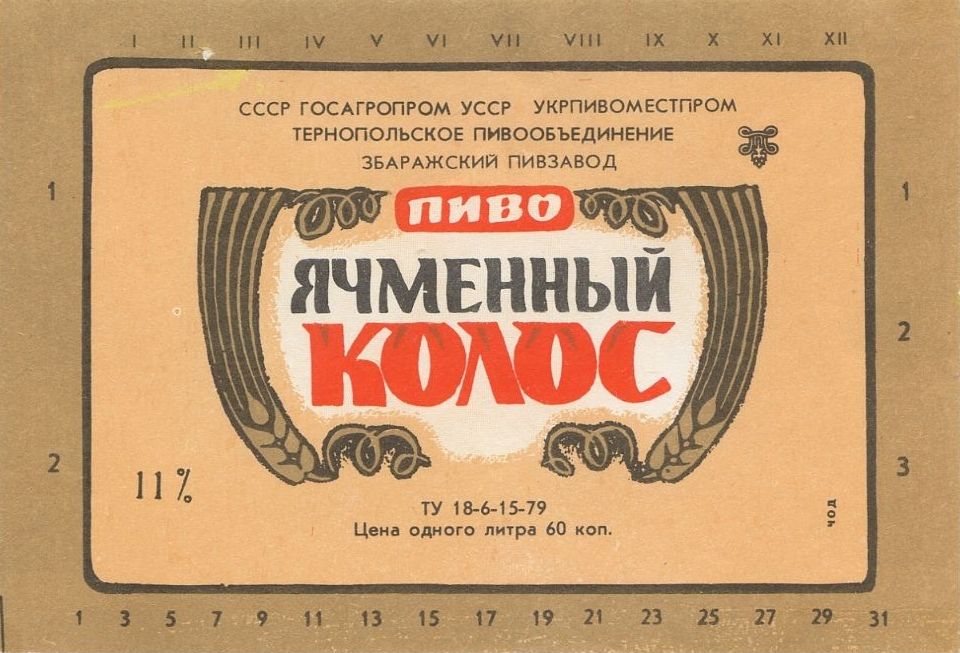 I II III IV V VI VII VIII IX X XI XII
СССР ГОСАГРОПРОМ УССР УКРПИВОМЕСТПРОМ
ТЕРНОПОЛЬСКОЕ ПИВООБЪЕДИНЕНИЕ
ЗБАРАЖСКИЙ ПИВЗАВОД
1 1
ПИВО
ЯЧМЕННЫЙ
КОЛОС
2
2 3
11%
ТУ 18-6-15-79
Цена одного литра 60 коп.
ЧОД
1 3 5 7 9 11 13 15 17 19 21 23 25 27 29 31